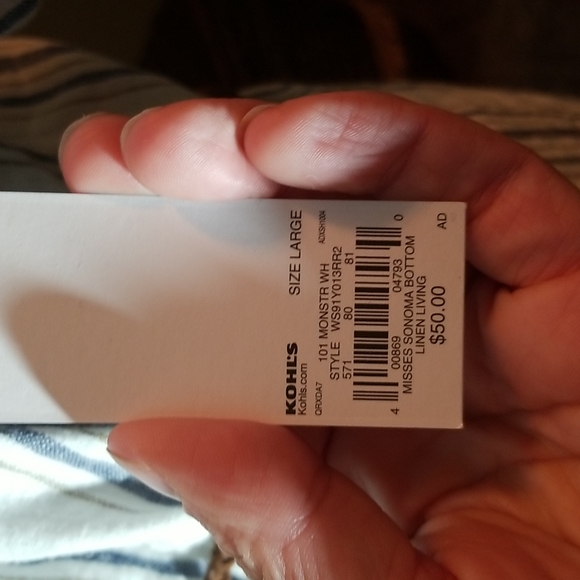 SIZE LARGE
KOHL'S
Kohls.com
QRXDA7
101 MONSTR WH
STYLE WS91Y013RR2
571 80 81
4 00869 04793 0
MISSES SONOMA BOTTOM
LINEN LIVING
$50.00
AD